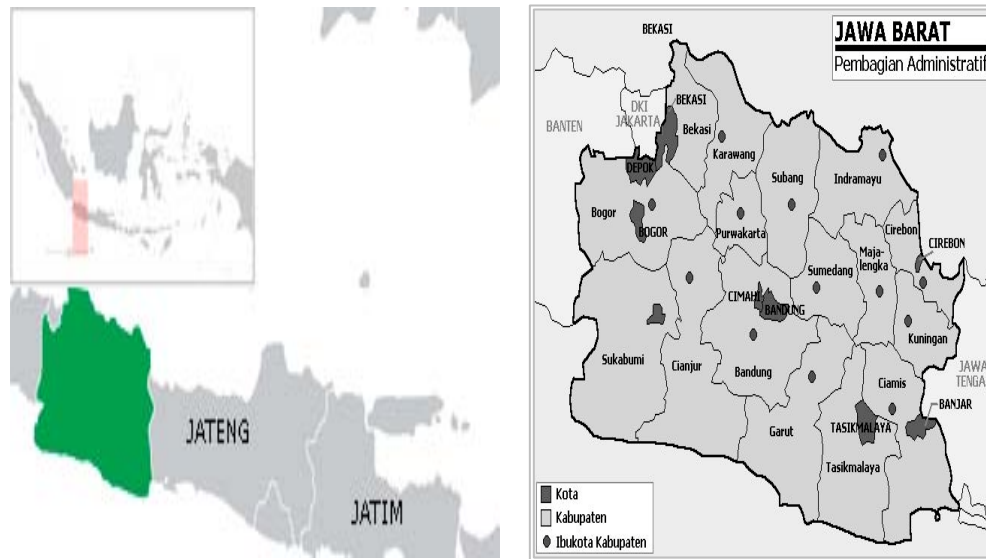 JATENG
JATIM
JAWA BARAT
Pembagian Administratif
BEKASI
DKI
JAKARTA
BANTEN
BEKASI
Bekasi
Karawang
DEPOK
Subang
Indramayu
Bogor
BOGOR
Purwakarta
Cirebon
CIREBON
Maja-
lengka
Sumedang
CIMAHI
BANDUNG
Kuningan
Sukabumi
Cianjur
Bandung
Ciamis
JAWA
TENGA
BANJAR
Garut
TASIKMALAYA
Tasikmalaya
Kota
Kabupaten
Ibukota Kabupaten